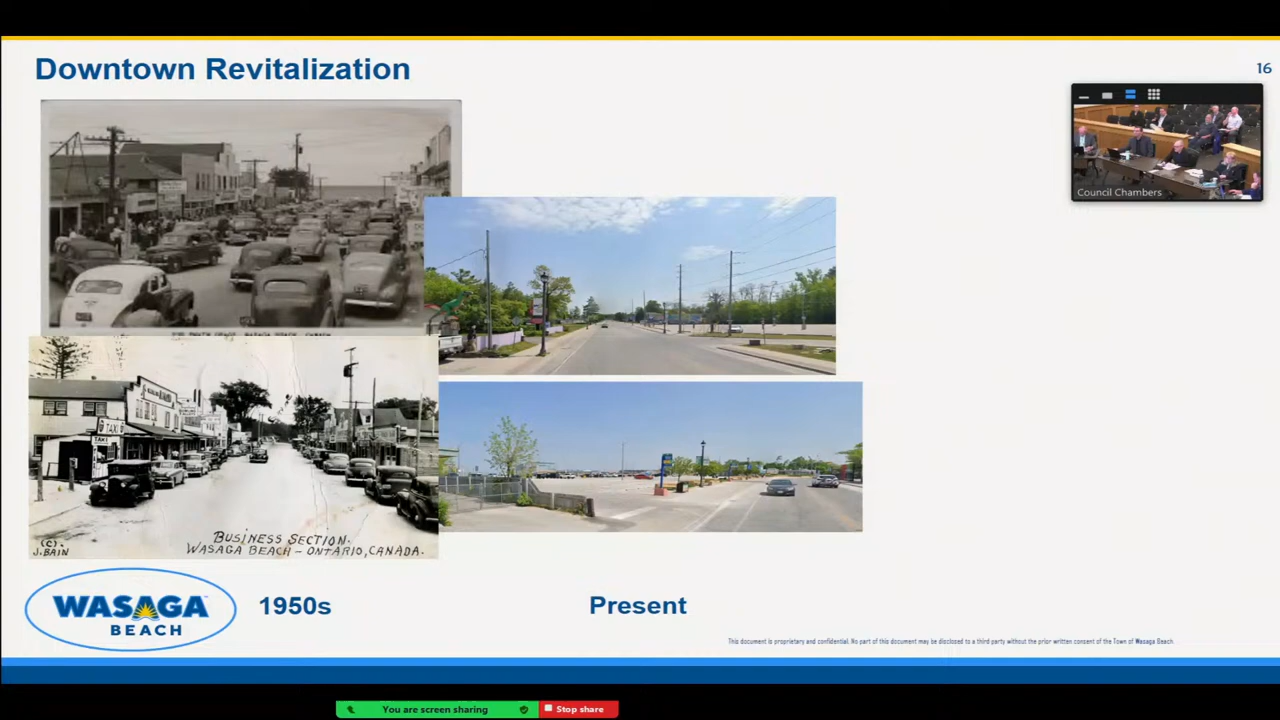 Downtown Revitalization
16
Council Chambers
TAXI
TAXI
BUSINESS SECTION.
WASAGA BEACH - ONTARIO, CANADA.
(C).
J. BAIN
WASAGA
BEACH
1950s
Present
This document is proprietary and confidential. No part of this document may be disclosed to a third party without the prior written consent of the Town of Wasaga Beach.
You are screen sharing
Stop share